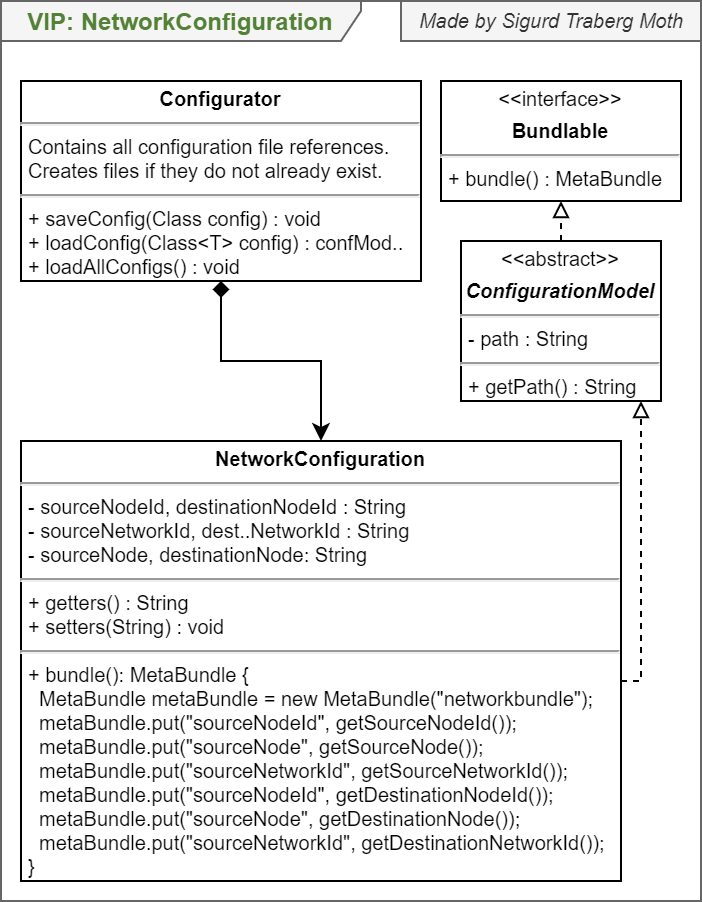 VIP: NetworkConfiguration
Made by Sigurd Traberg Moth
Configurator
Contains all configuration file references.
Creates files if they do not already exist.
+ saveConfig(Class config) : void
+ loadConfig(Class<T> config) : confMod..
+ loadAllConfigs() : void
<<interface>>
Bundlable
+ bundle() : MetaBundle
<<abstract>>
ConfigurationModel
- path : String
+ getPath() : String
NetworkConfiguration
- sourceNodeId, destinationNodeId : String
- sourceNetworkId, dest..NetworkId : String
- sourceNode, destinationNode: String
+ getters() : String
+ setters(String) : void
+ bundle(): MetaBundle {
MetaBundle metaBundle = new MetaBundle("networkbundle");
metaBundle.put("sourceNodeId", getSourceNodeId());
metaBundle.put("sourceNode", getSourceNode());
metaBundle.put("sourceNetworkId", getSourceNetworkId());
metaBundle.put("sourceNodeId", getDestinationNodeId());
metaBundle.put("sourceNode", getDestinationNode());
metaBundle.put("sourceNetworkId", getDestinationNetworkId());
}